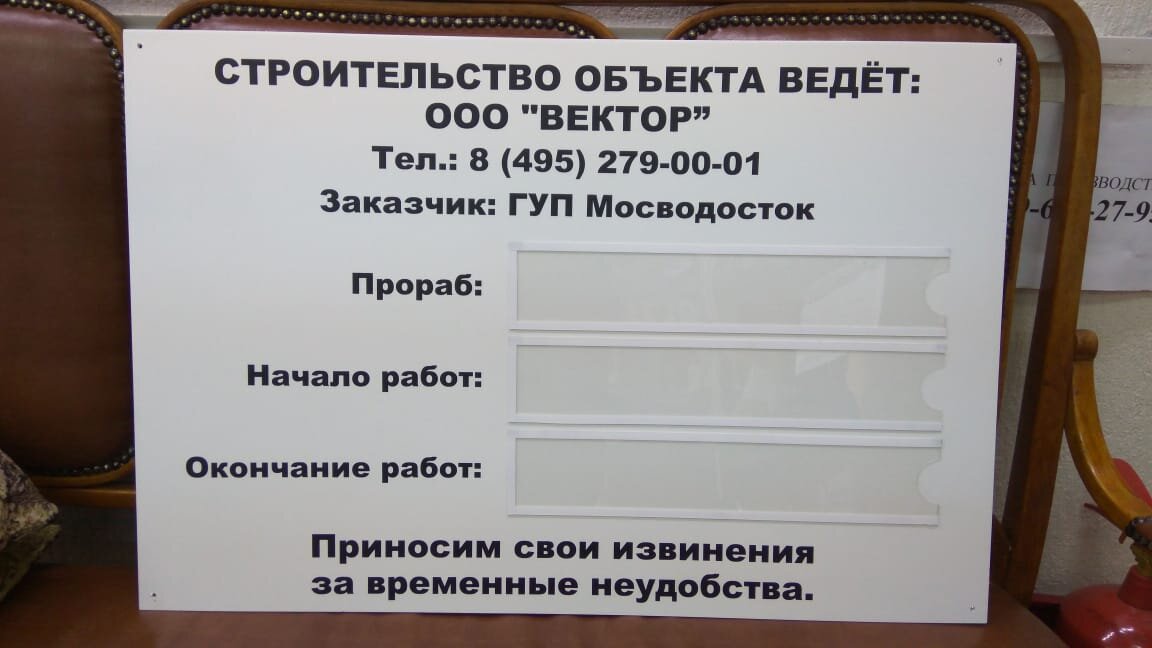 СТРОИТЕЛЬСТВО ОБЪЕКТА ВЕДЁТ:
ООО "ВЕКТОР”
Тел.: 8 (495) 279-00-01
Заказчик: ГУП Мосводосток
Прораб:
Начало работ:
Окончание работ:
Приносим свои извинения
за временные неудобства.